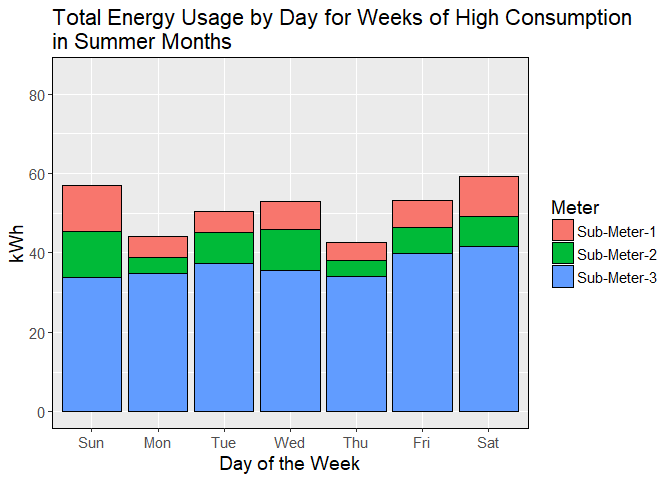 Total Energy Usage by Day for Weeks of High Consumption
in Summer Months
80
60
40
20
0
kWh
Sun Mon Tue Wed Thu Fri Sat
Day of the Week
Meter
Sub-Meter-1
Sub-Meter-2
Sub-Meter-3